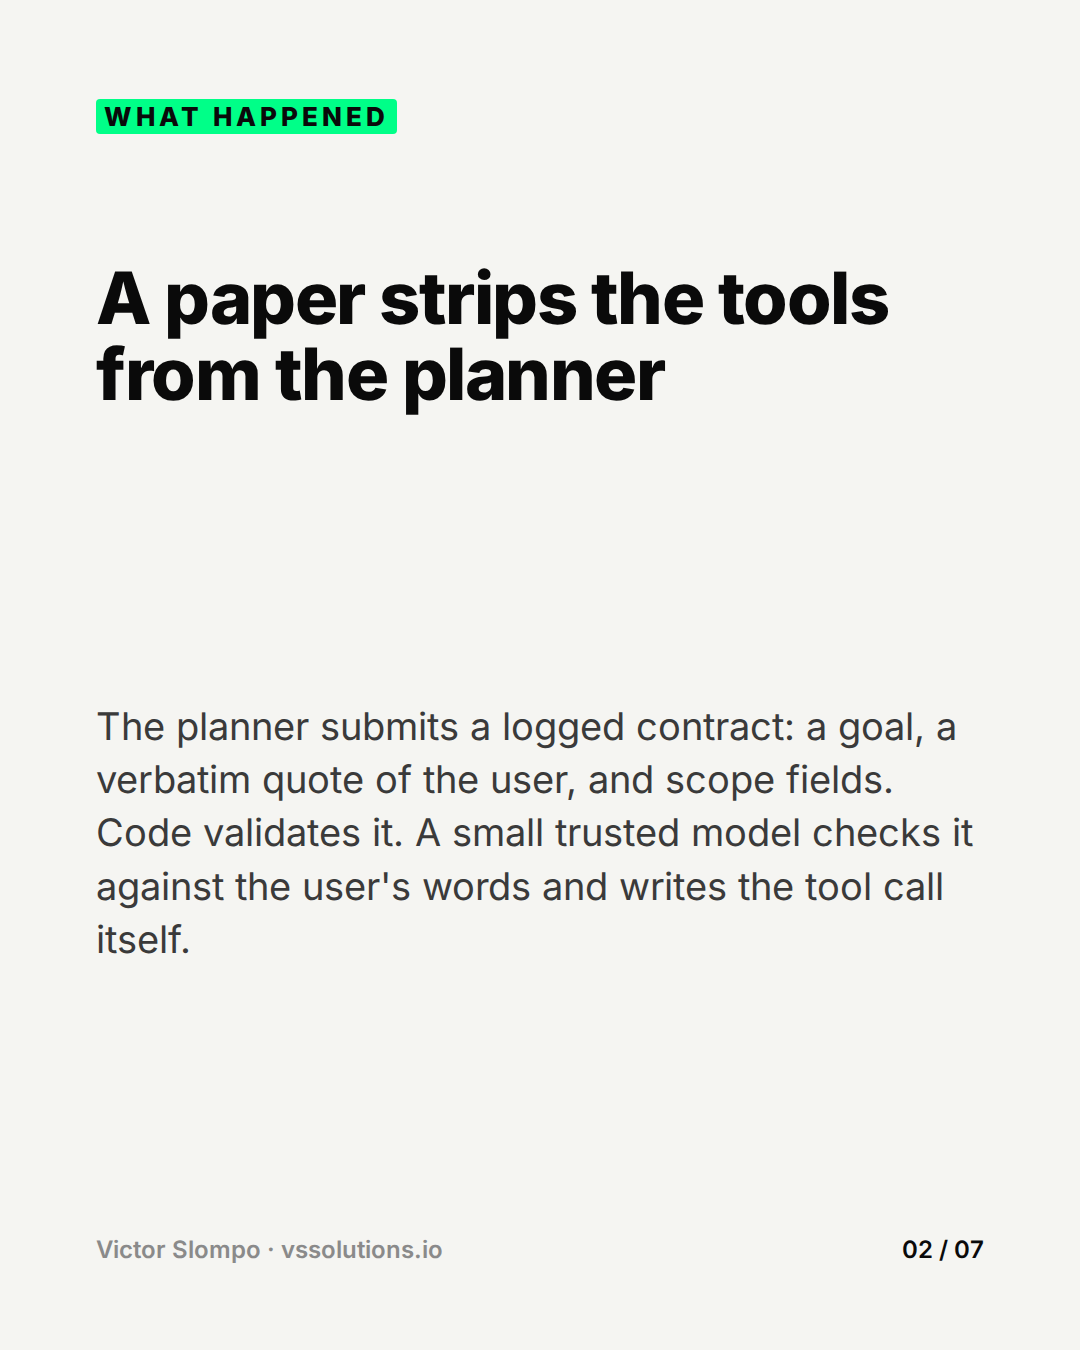 WHAT HAPPENED
A paper strips the tools
from the planner
The planner submits a logged contract: a goal, a
verbatim quote of the user, and scope fields.
Code validates it. A small trusted model checks it
against the user's words and writes the tool call
itself.
Victor Slompo · vssolutions.io
02 / 07